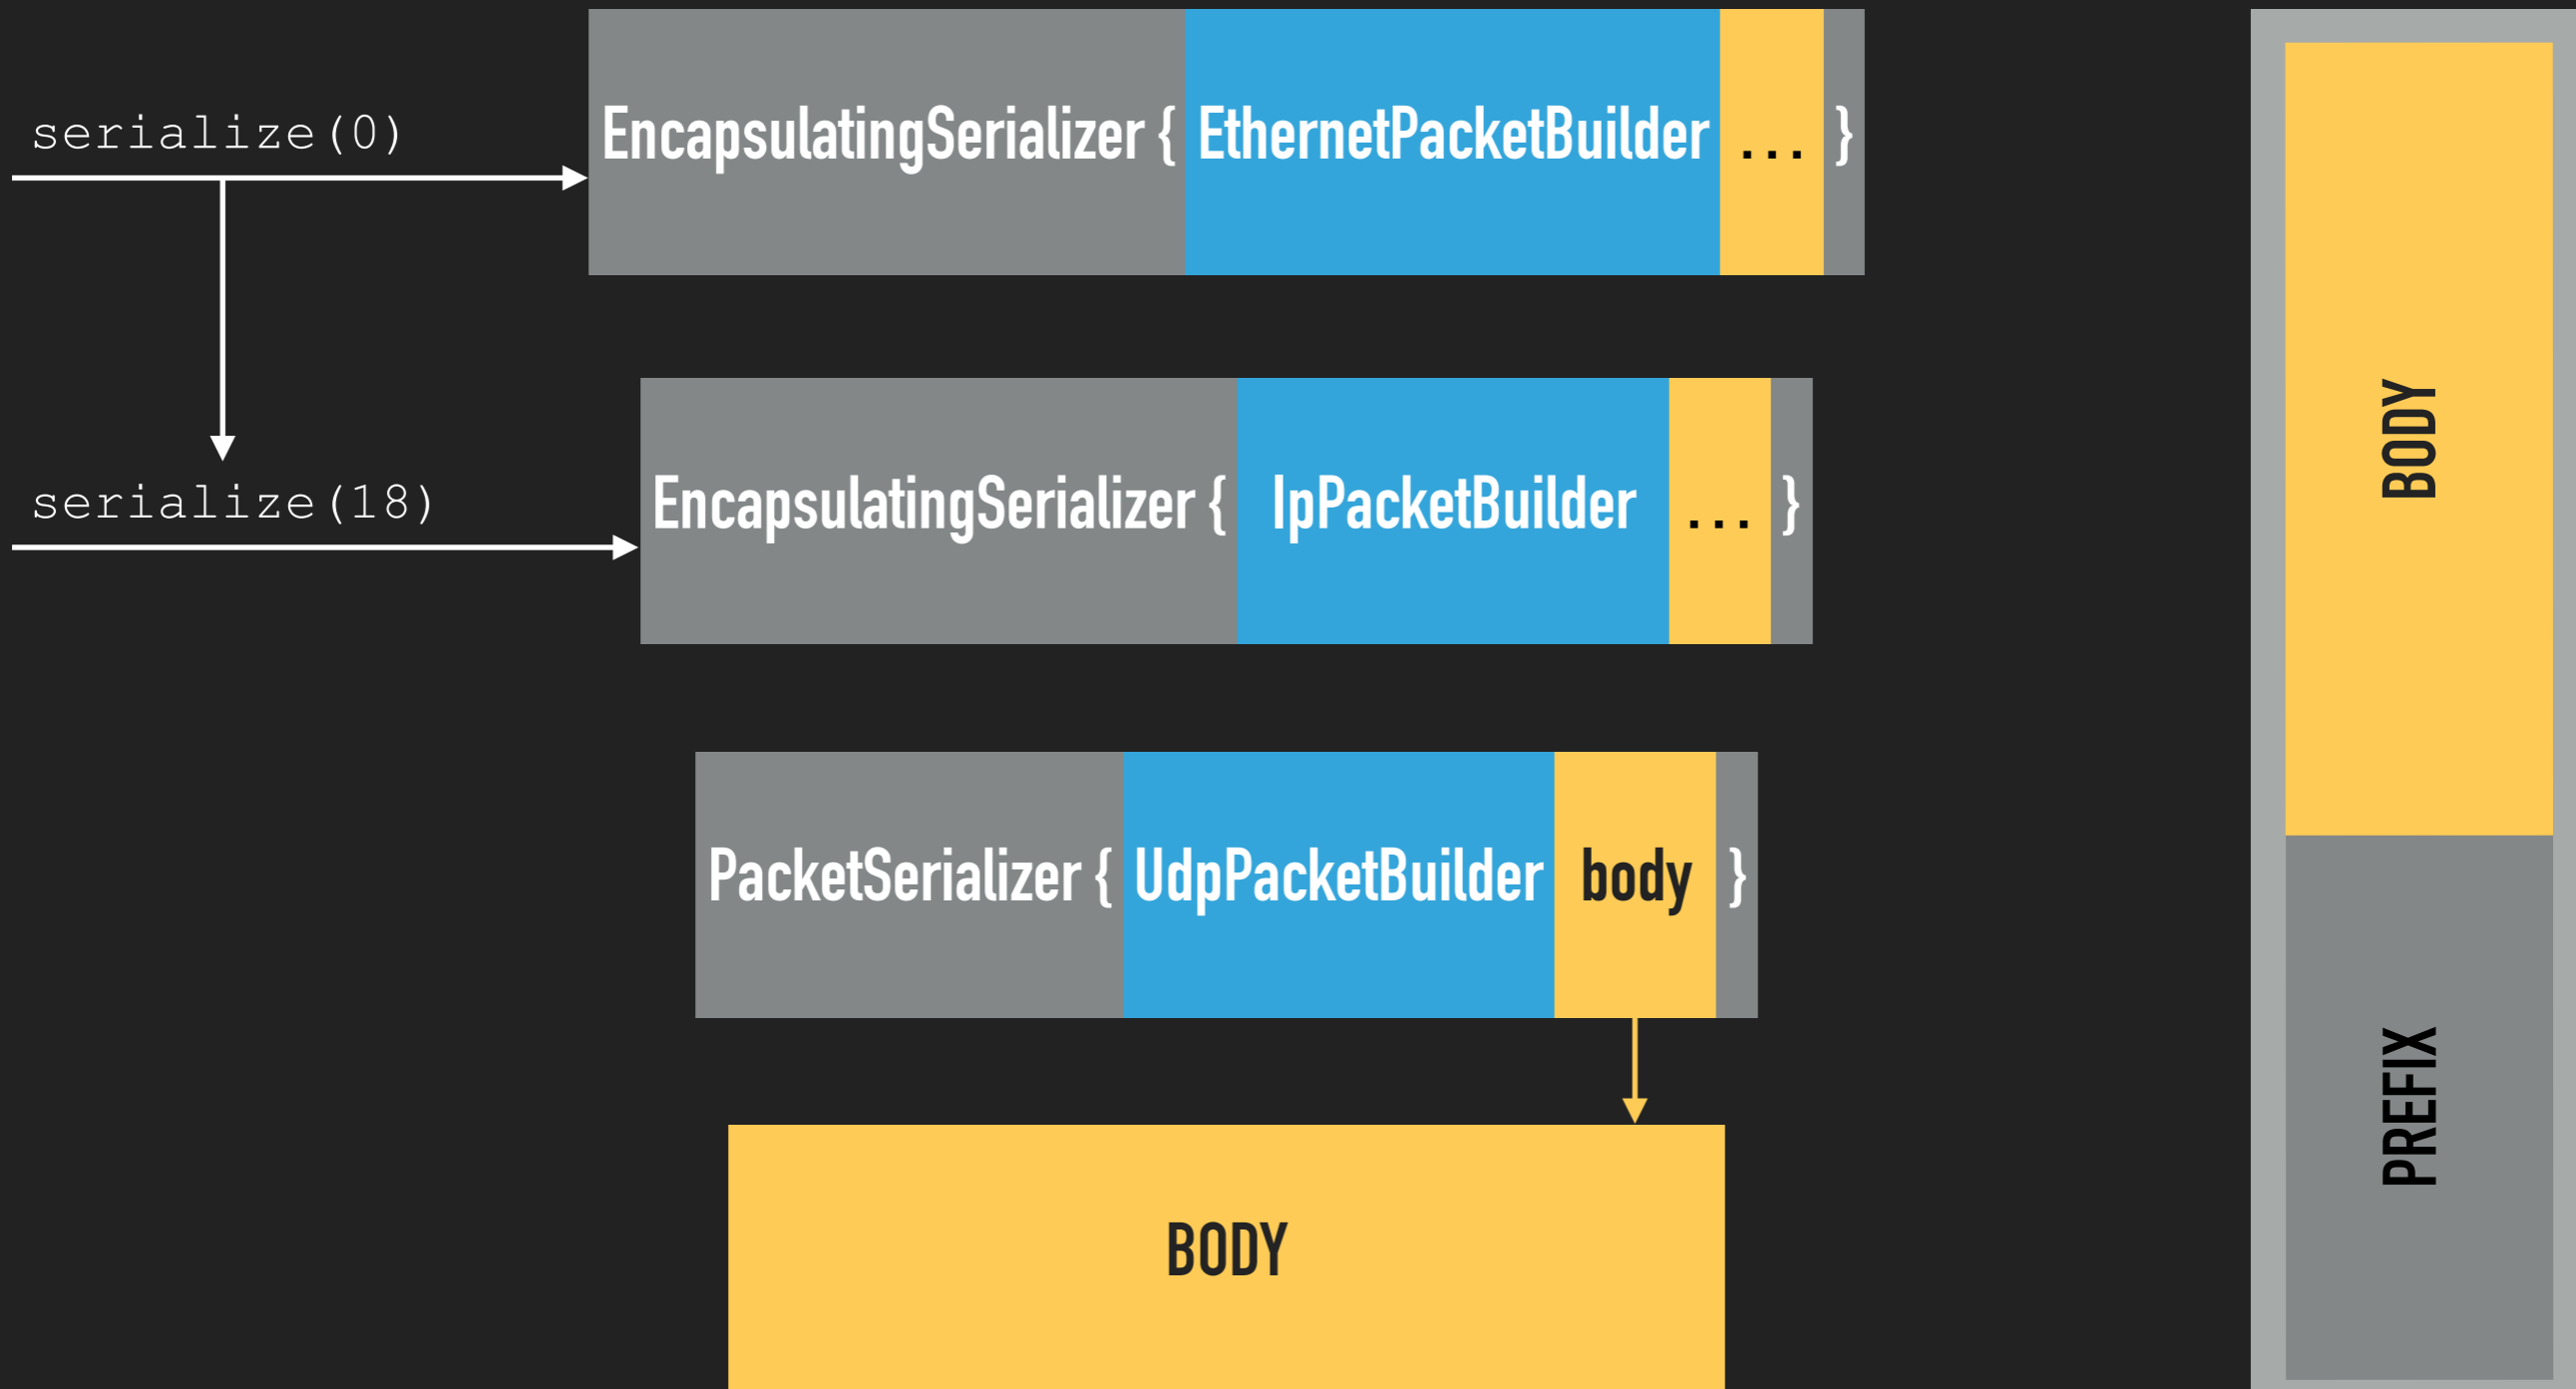 serialize(0)
EncapsulatingSerializer { EthernetPacketBuilder ... }
serialize(18)
EncapsulatingSerializer { IpPacketBuilder ... }
PacketSerializer { UdpPacketBuilder body }
BODY
BODY
PREFIX